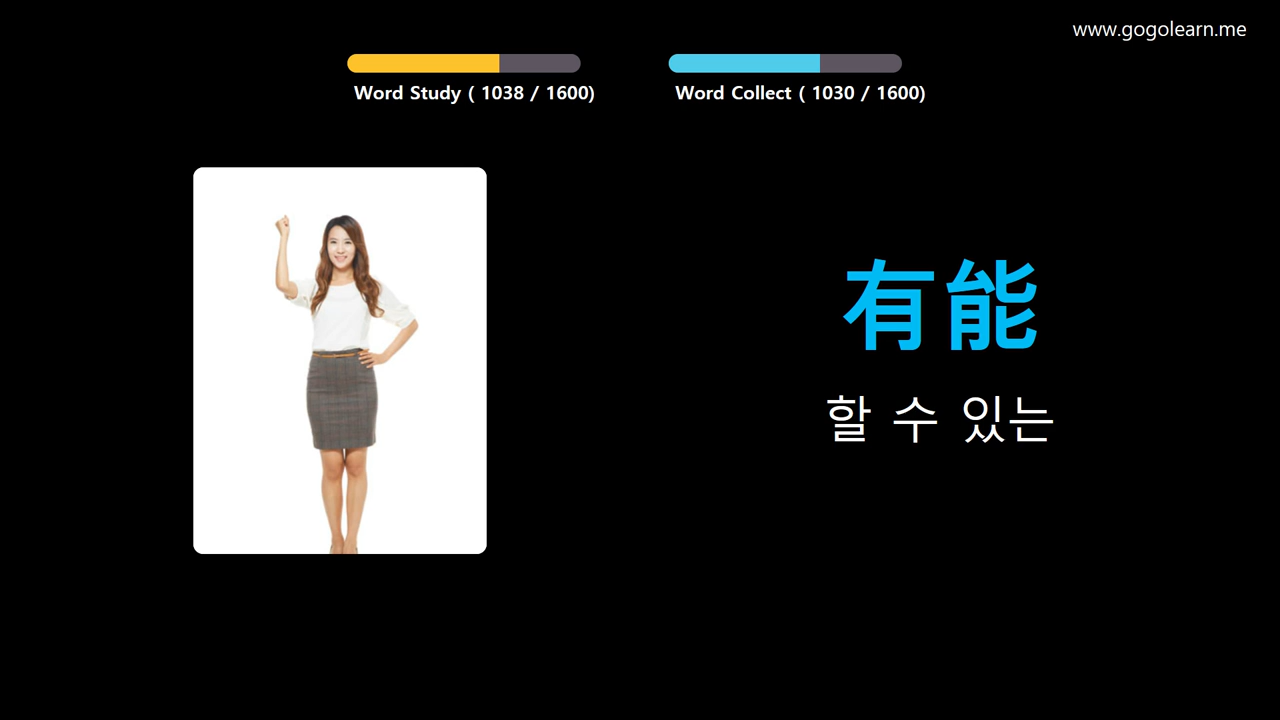 www.gogolearn.me
Word Study ( 1038 / 1600)
Word Collect ( 1030 / 1600)
有能
할 수 있는